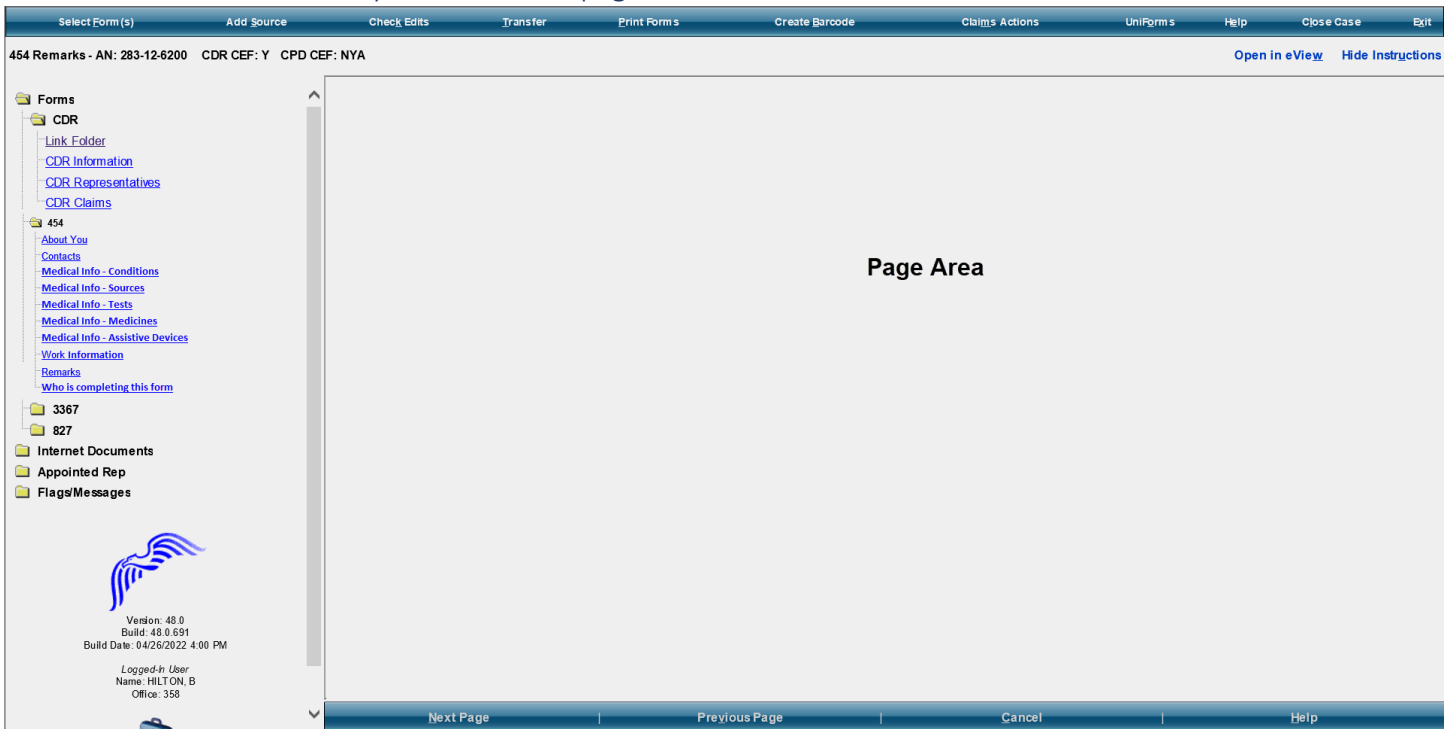 Select Form(s) Add Source Check Edits Transfer Print Forms Create Barcode Claims Actions UniForms Help Close Case Exit
454 Remarks - AN: 283-12-6200 CDR CEF: Y CPD CEF: NYA Open in eView Hide Instructions
Forms
CDR
Link Folder
CDR Information
CDR Representatives
CDR Claims
454
About You
Contacts
Medical Info - Conditions
Medical Info - Sources
Medical Info - Tests
Medical Info - Medicines
Medical Info - Assistive Devices
Work Information
Remarks
Who is completing this form
3367
827
Internet Documents
Appointed Rep
Flags/Messages
Page Area
Version: 48.0
Build: 48.0.691
Build Date: 04/26/2022 4:00 PM
Logged-In User
Name: HILTON, B
Office: 358
Next Page | Previous Page | Cancel | Help